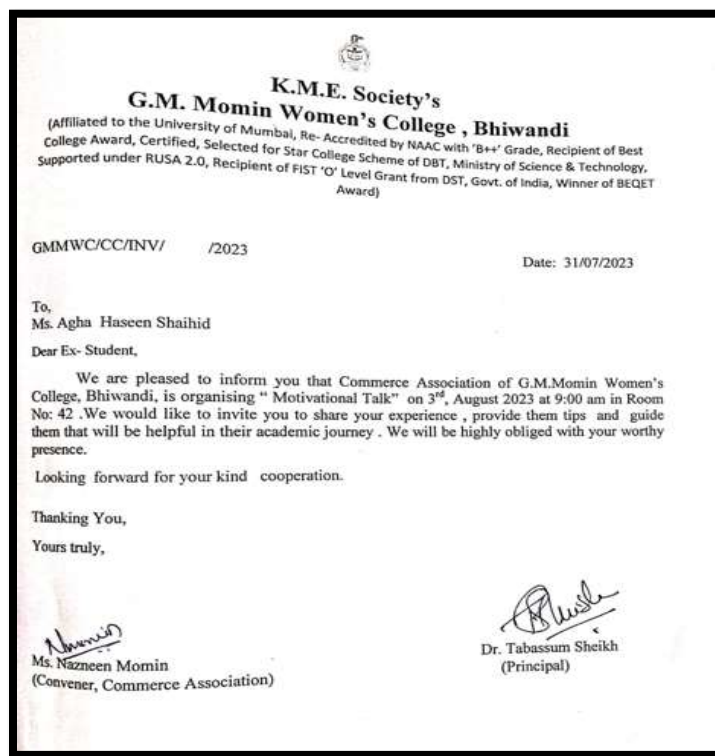 K.M.E. Society's
G.M. Momin Women's College , Bhiwandi
(Affiliated to the University of Mumbai, Re- Accredited by NAAC with 'B++' Grade, Recipient of Best
College Award, Certified, Selected for Star College Scheme of DBT, Ministry of Science & Technology,
Supported under RUSA 2.0, Recipient of FIST 'O' Level Grant from DST, Govt. of India, Winner of BEQET
Award)
GMMWC/CC/INV/ /2023
Date: 31/07/2023
To,
Ms. Agha Haseen Shaihid
Dear Ex- Student,
We are pleased to inform you that Commerce Association of G.M.Momin Women's
College, Bhiwandi, is organising " Motivational Talk" on 3rd, August 2023 at 9:00 am in Room
No: 42 .We would like to invite you to share your experience , provide them tips and guide
them that will be helpful in their academic journey . We will be highly obliged with your worthy
presence.
Looking forward for your kind cooperation.
Thanking You,
Yours truly,
Ms. Nazneen Momin
(Convener, Commerce Association)
Dr. Tabassum Sheikh
(Principal)